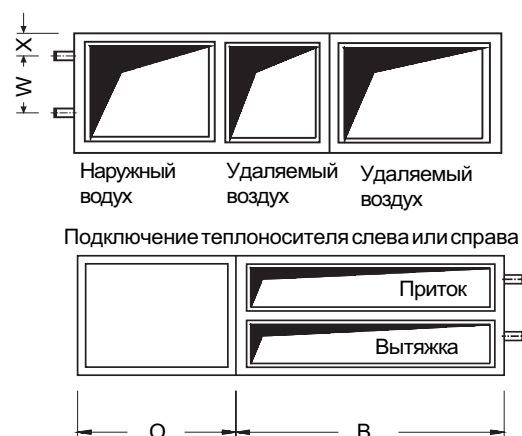 X
W
Наружный Удаляемый Удаляемый
водух воздух воздух
Подключение теплоносителя слева или справа
Приток
Вытяжка
O B